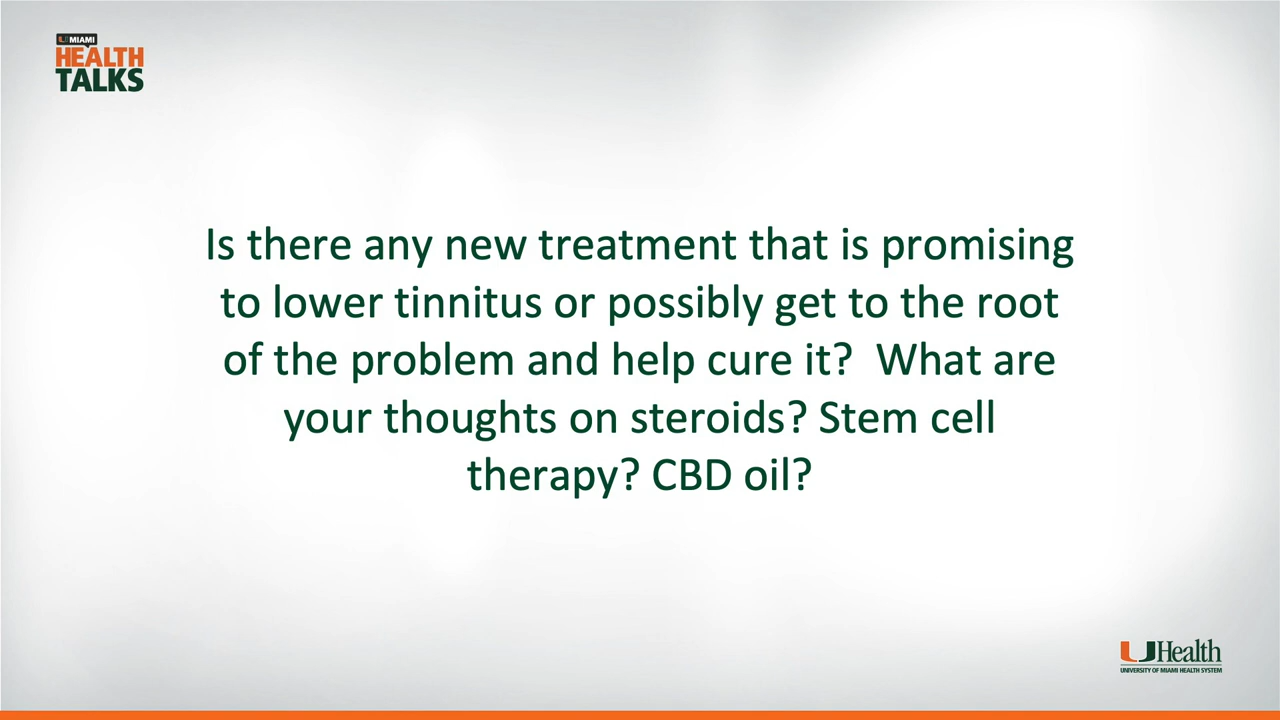 U MIAMI
HEALTH
TALKS
Is there any new treatment that is promising
to lower tinnitus or possibly get to the root
of the problem and help cure it?  What are
your thoughts on steroids? Stem cell
therapy? CBD oil?
UHealth
UNIVERSITY OF MIAMI HEALTH SYSTEM